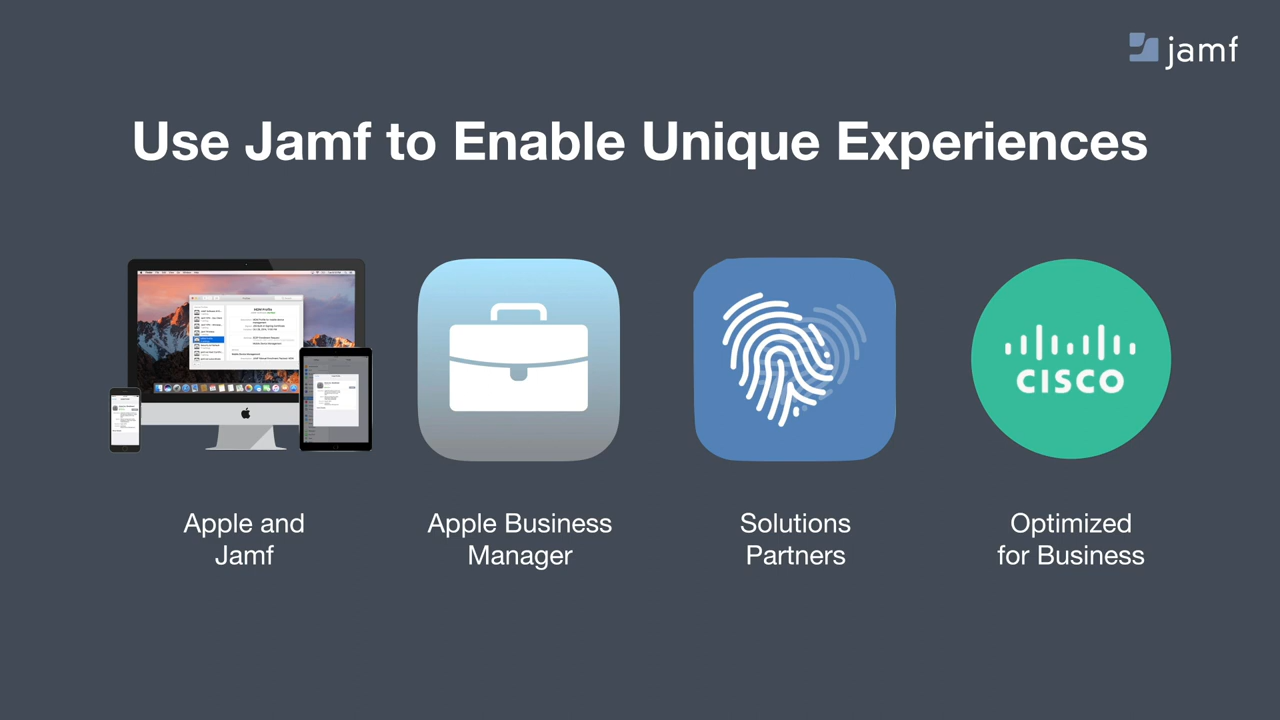 jamf
Use Jamf to Enable Unique Experiences
CISCO
Apple and
Jamf
Apple Business
Manager
Solutions
Partners
Optimized
for Business